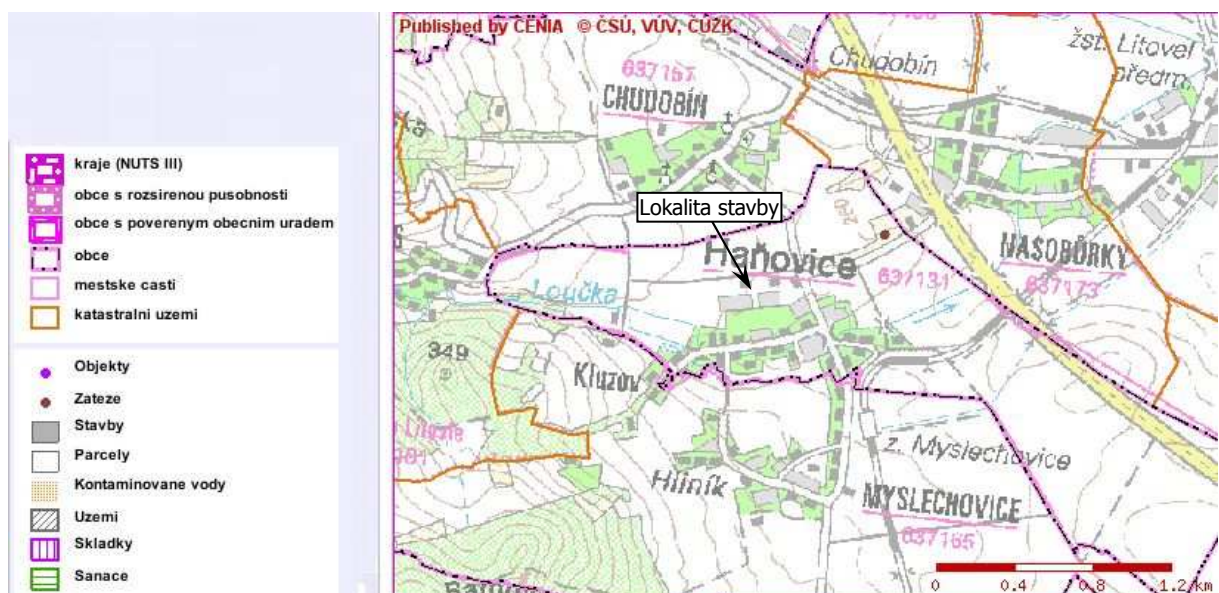 Published by CENIA © ČSÚ, VÚV, ČÚZK
kraje (NUTS III)
obce s rozsirenou pusobnosti
obce s poverenym obecnim uradem
obce
mestske casti
katastralni uzemi
Objekty
Zateze
Stavby
Parcely
Kontaminovane vody
Uzemi
Skladky
Sanace
Chudobín
žst. Litovel
předm.
637157
CHUDOBÍN
Lokalita stavby
260
Haňovice
NASOBŮRKY
637131
637173
Loučka
349
Kluzov
z. Myslechovice
Hliník
MYSLECHOVICE
637165
0 0.4 0.8 1.2 km